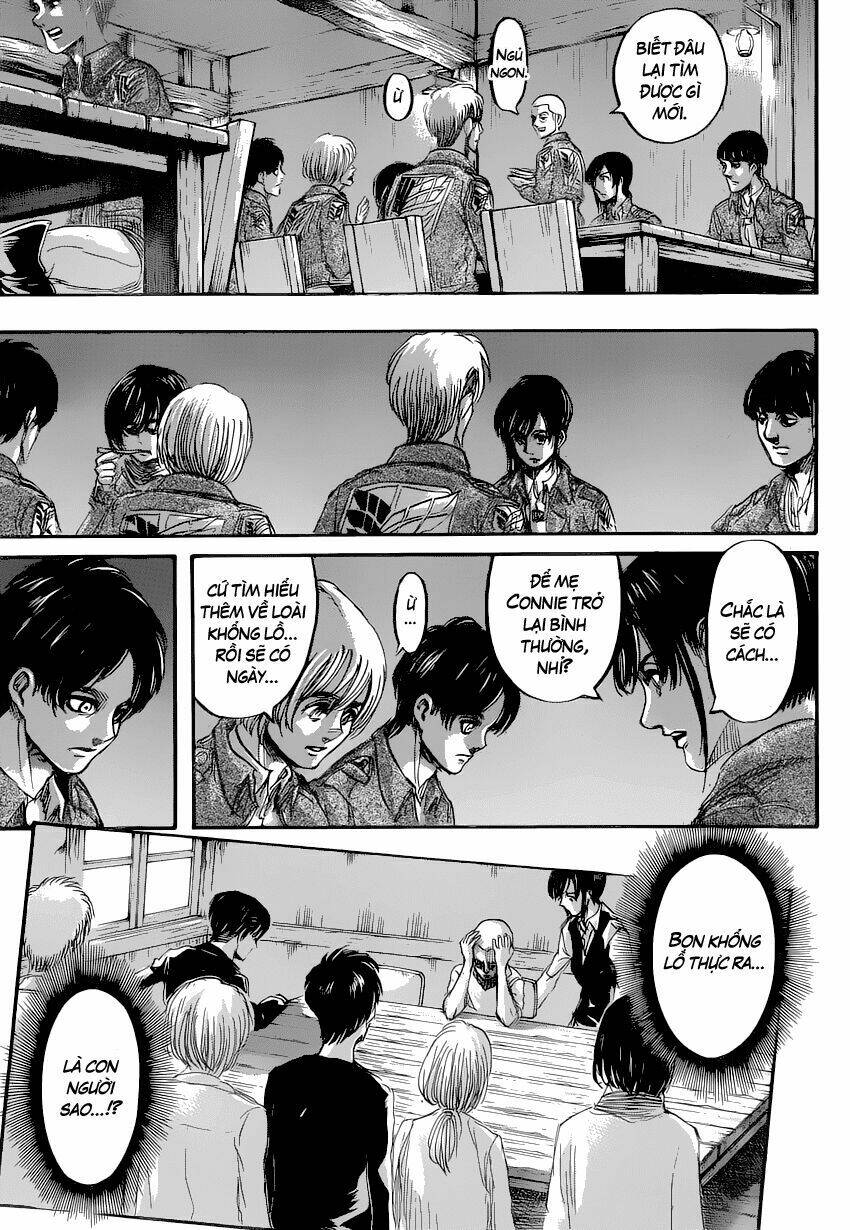 BIẾT ĐÂU
LẠI TÌM
ĐƯỢC GÌ
MỚI.
NGỦ
NGON.
Ừ
CHẮC LÀ
SẼ CÓ
CÁCH...
ĐỂ MẸ
CONNIE TRỞ
LẠI BÌNH
THƯỜNG,
NHỈ?
Ừ
...
CỨ TÌM HIỂU
THÊM VỀ LOÀI
KHỔNG LỒ...
RỒI SẼ CÓ
NGÀY...
BỌN KHỔNG
LỒ THỰC RA...
LÀ CON
NGƯỜI
SAO...!?